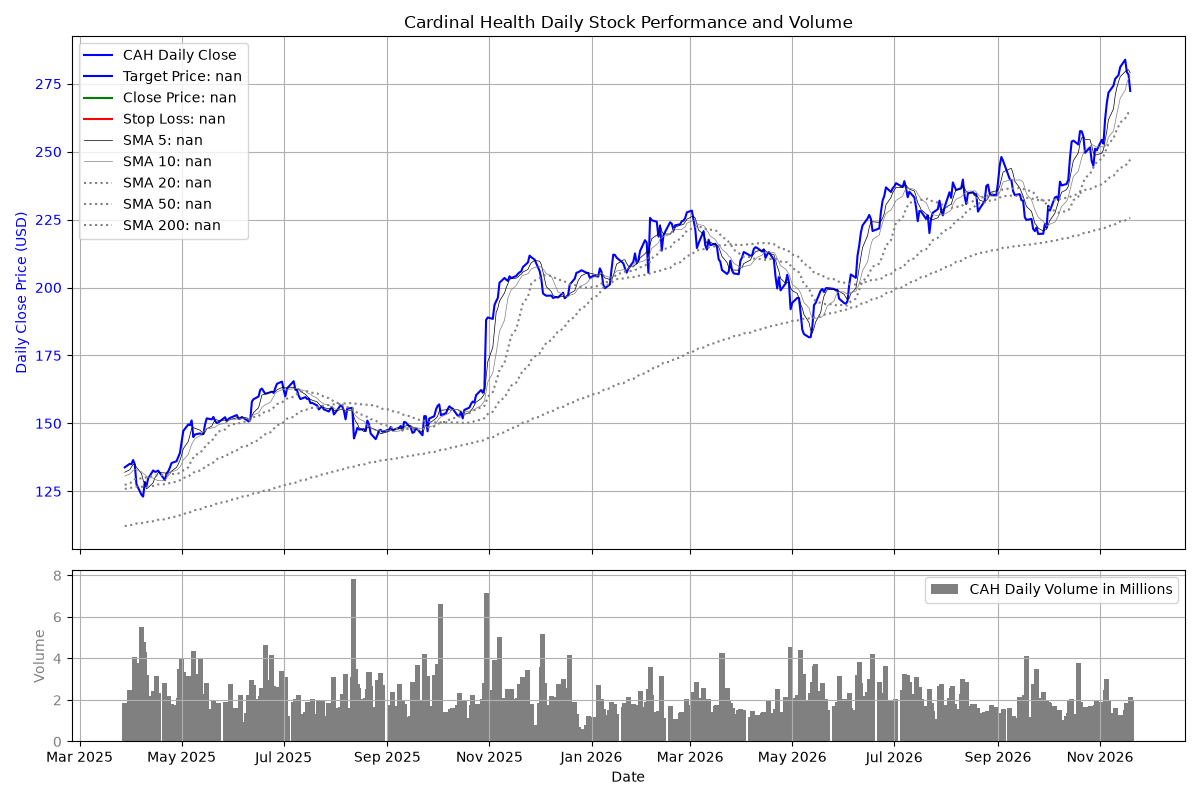 Cardinal Health Daily Stock Performance and Volume
CAH Daily Close
Target Price: nan
Close Price: nan
Stop Loss: nan
SMA 5: nan
SMA 10: nan
SMA 20: nan
SMA 50: nan
SMA 200: nan
275
250
225
200
175
150
125
Daily Close Price (USD)
CAH Daily Volume in Millions
8
6
4
2
0
Volume
Mar 2025 May 2025 Jul 2025 Sep 2025 Nov 2025 Jan 2026 Mar 2026 May 2026 Jul 2026 Sep 2026 Nov 2026
Date